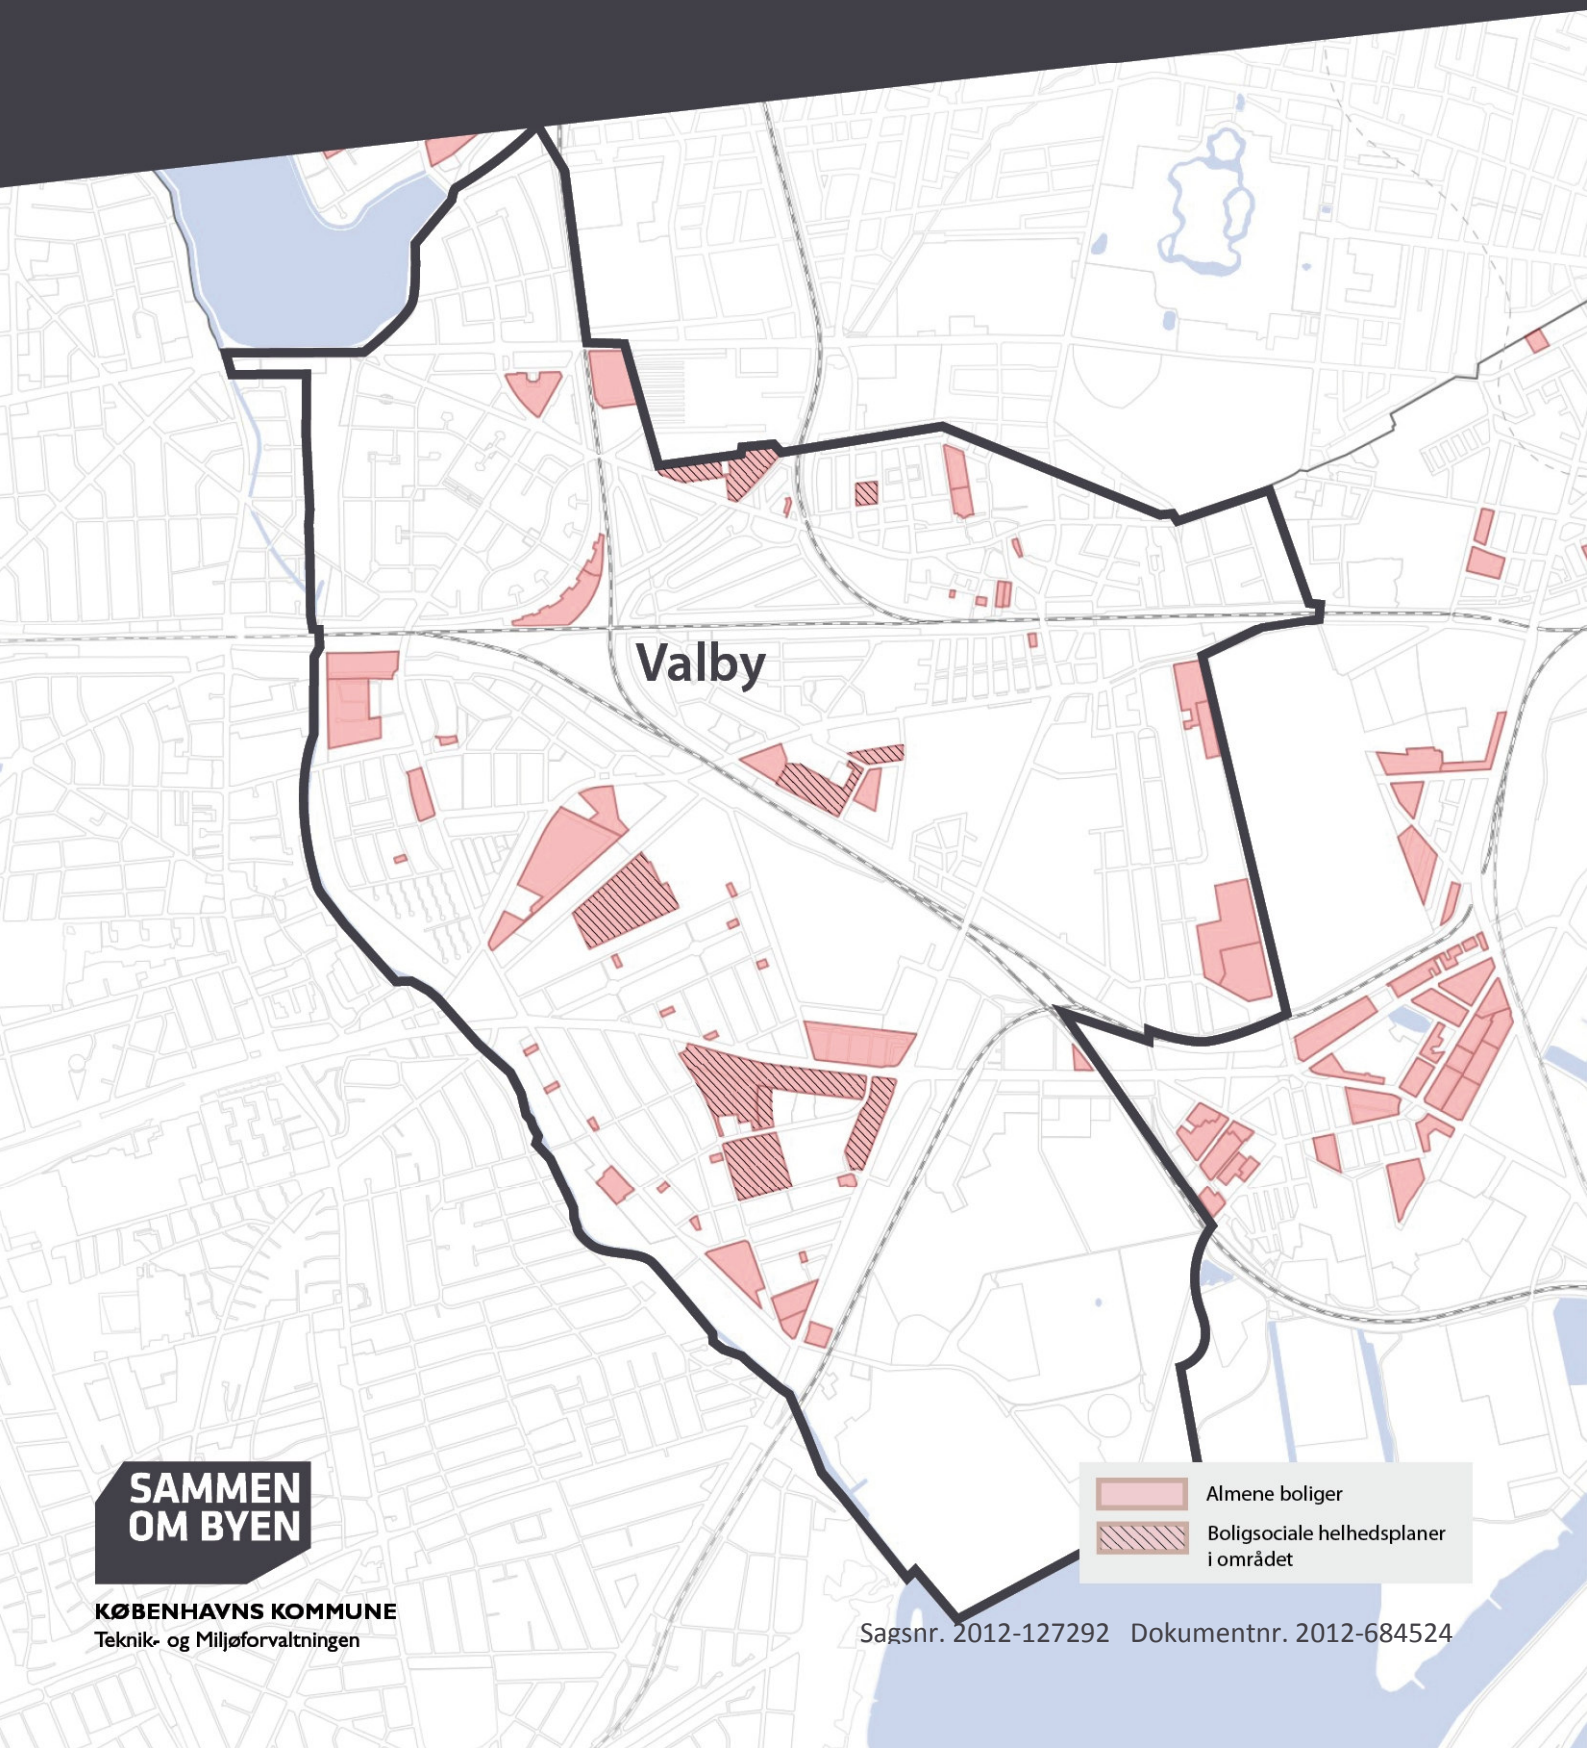 Valby
SAMMEN
OM BYEN
KØBENHAVNS KOMMUNE
Teknik- og Miljøforvaltningen
Almene boliger
Boligsociale helhedsplaner
i området
Sagsnr. 2012-127292 Dokumentnr. 2012-684524